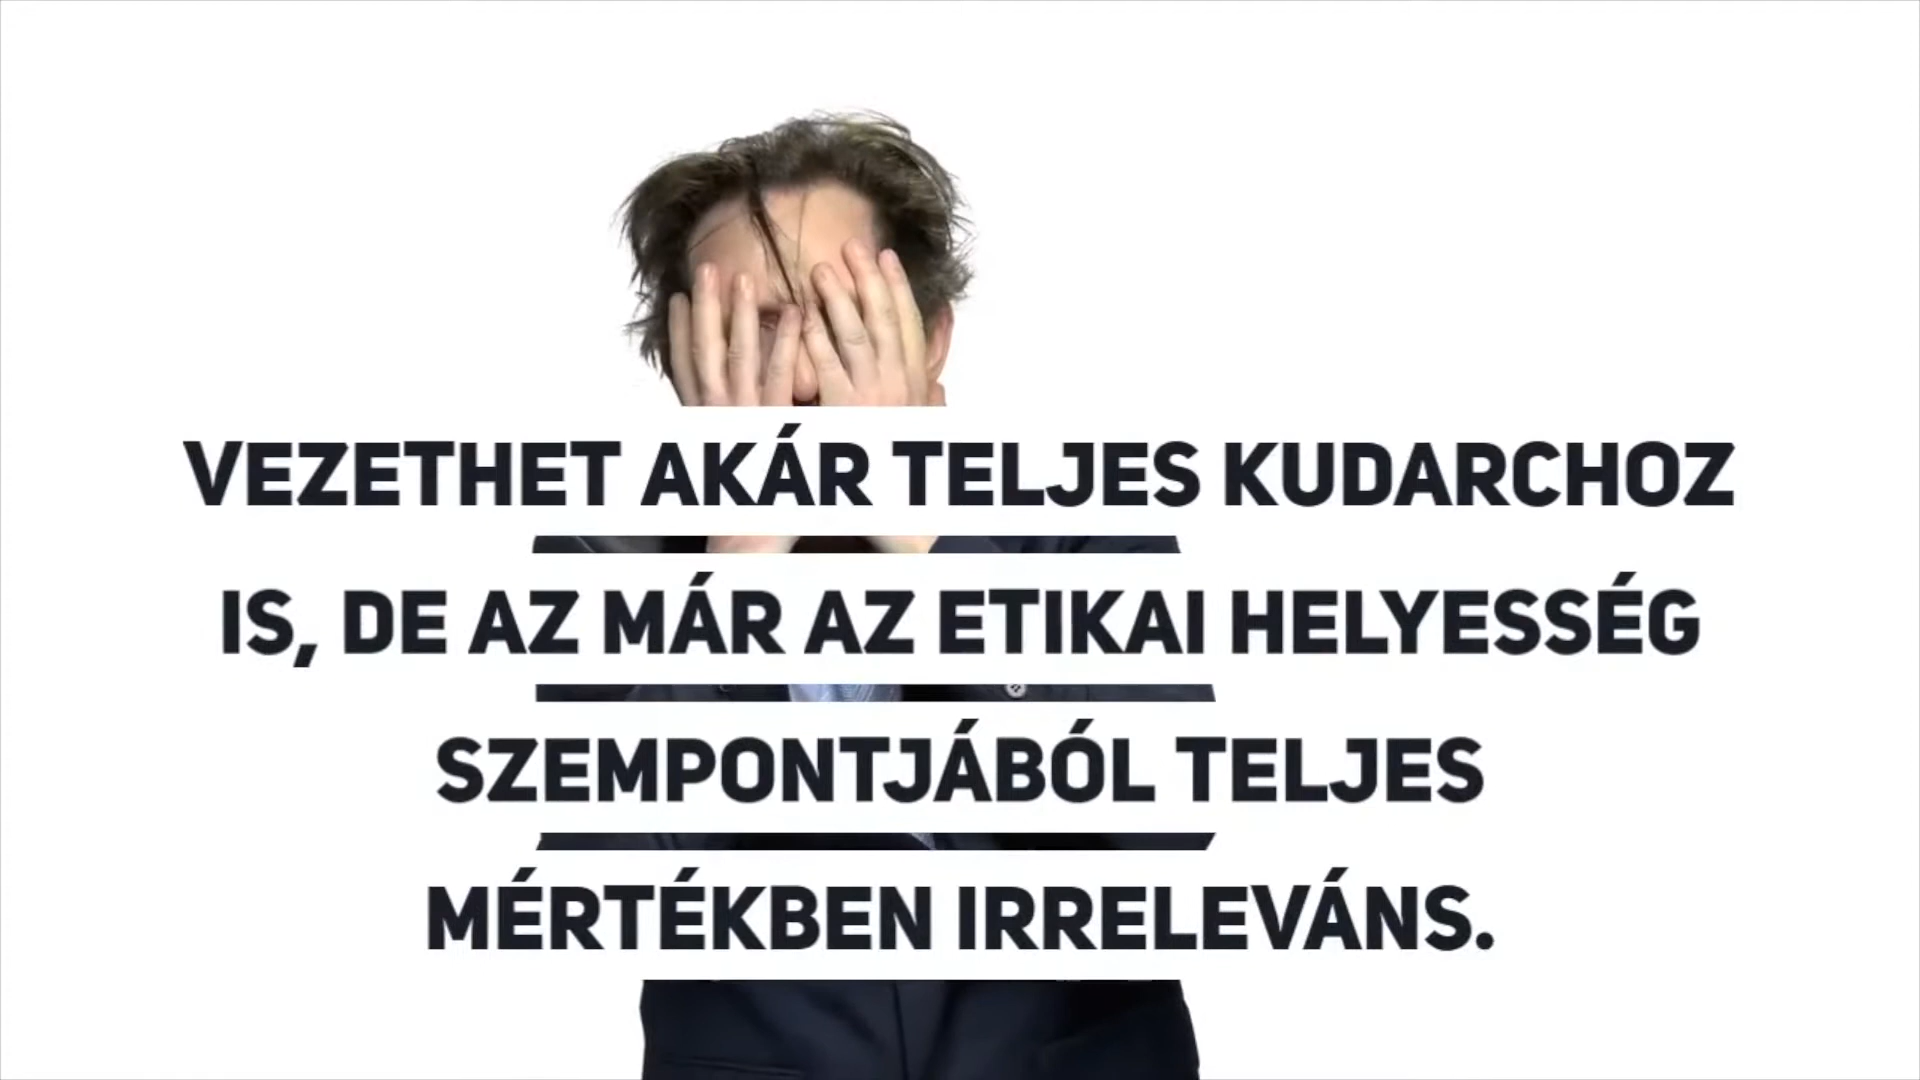 VEZETHET AKÁR TELJES KUDARCHOZ
IS, DE AZ MÁR AZ ETIKAI HELYESSÉG
SZEMPONTJÁBÓL TELJES
MÉRTÉKBEN IRRELEVÁNS.